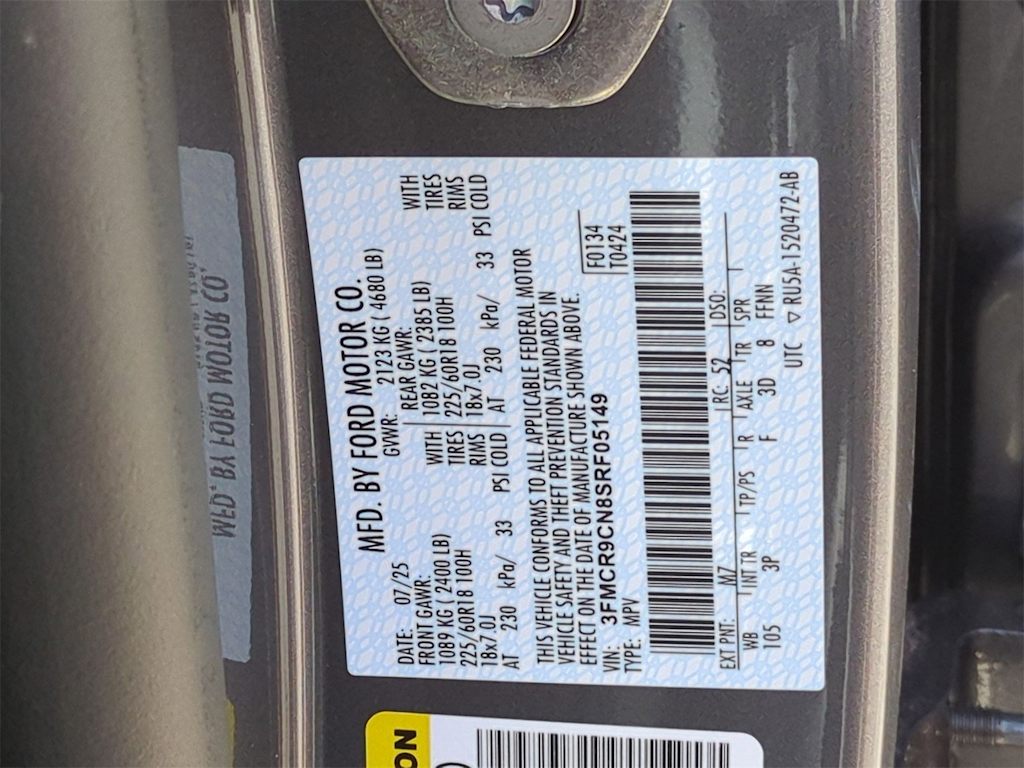 MFD. BY FORD MOTOR CO.
DATE: 07/25 GVWR: 2123 KG ( 4680 LB)
FRONT GAWR: REAR GAWR:
1089 KG ( 2400 LB) WITH 1082 KG ( 2385 LB) WITH
225/60R18 100H TIRES 225/60R18 100H TIRES
18x7.0J RIMS 18x7.0J RIMS
AT 230 kPa/ 33 PSI COLD AT 230 kPa/ 33 PSI COLD
THIS VEHICLE CONFORMS TO ALL APPLICABLE FEDERAL MOTOR
VEHICLE SAFETY AND THEFT PREVENTION STANDARDS IN
EFFECT ON THE DATE OF MANUFACTURE SHOWN ABOVE.
F0134
T0424
VIN: 3FMCR9CN8SRF05149
TYPE: MPV
EXT PNT: M7 RC: 52 DSO:
WB INT TR TP/PS R AXLE TR SPR
105 3P F 3D 8 FFNN
UTC ▽ RU5A-1520472-AB
MFD. BY FORD MOTOR CO.
ON